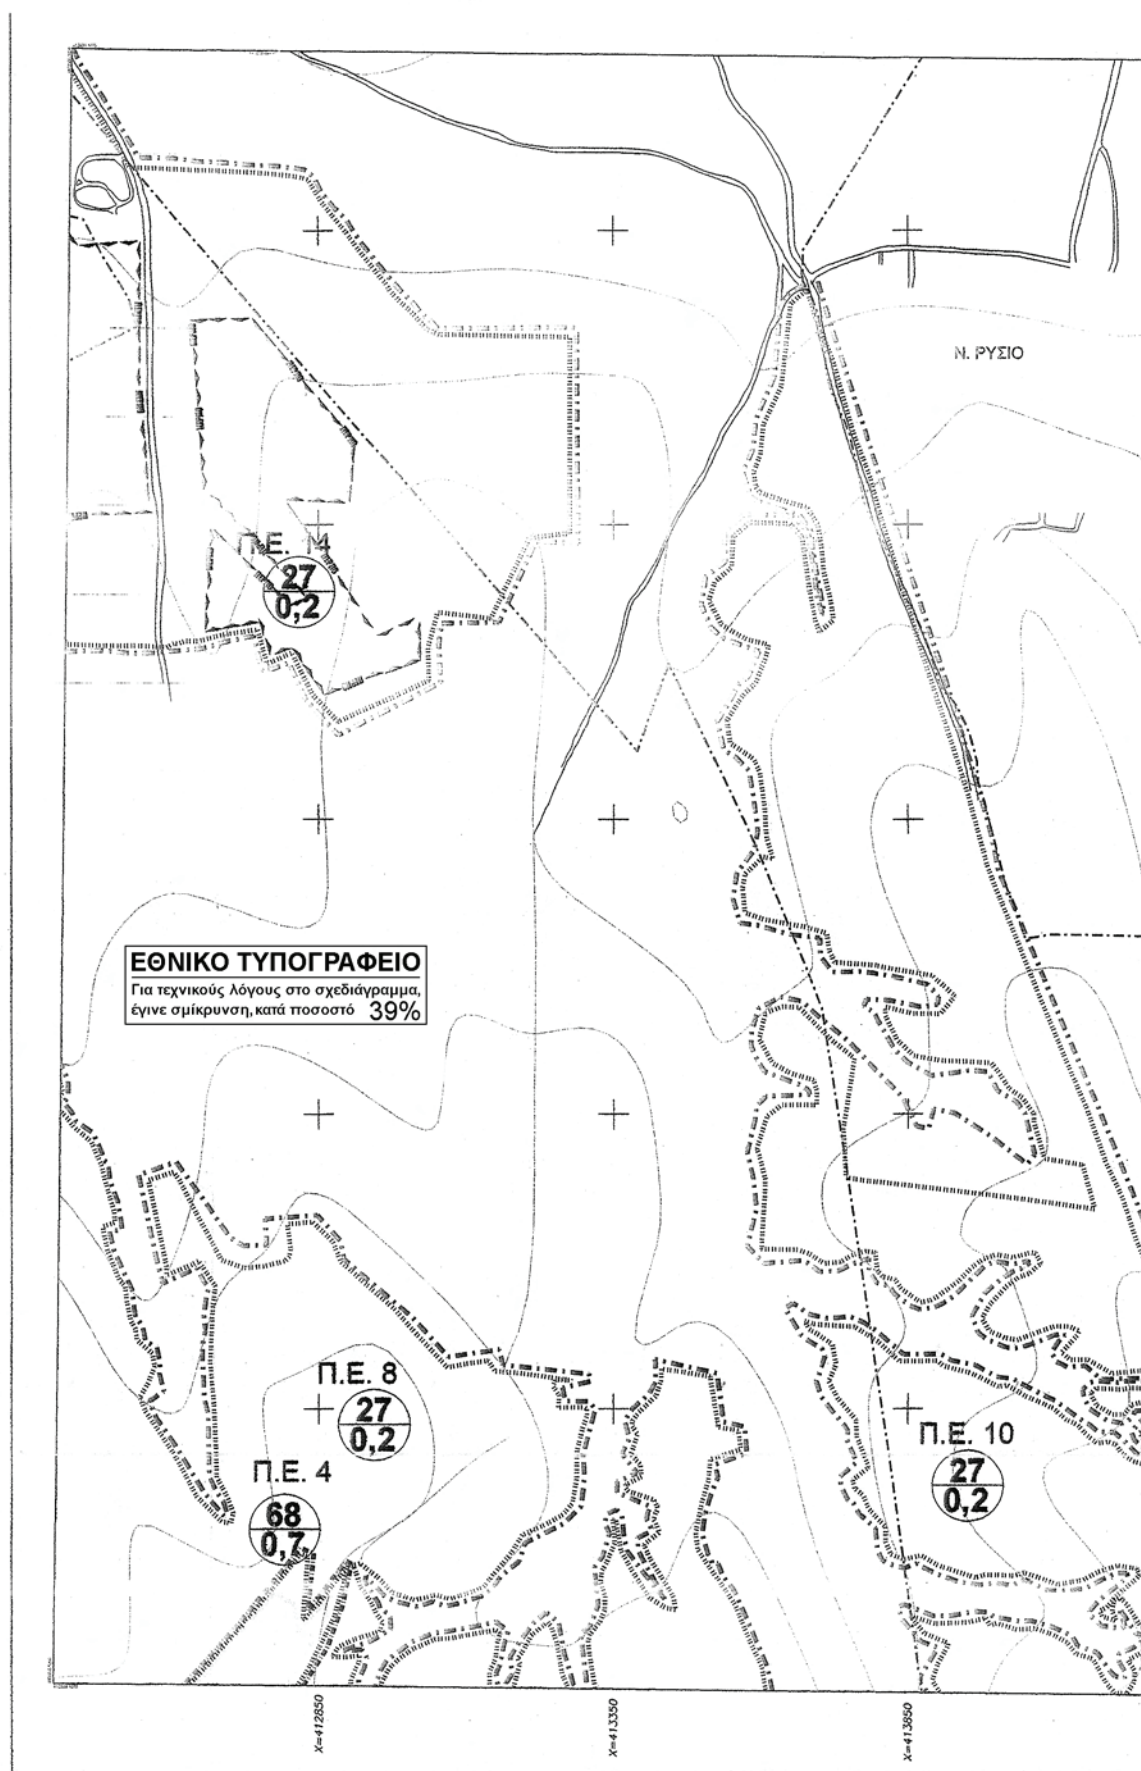 Ν. ΡΥΣΙΟ
Π.Ε. 14
27
0,2
ΕΘΝΙΚΟ ΤΥΠΟΓΡΑΦΕΙΟ
Για τεχνικούς λόγους στο σχεδιάγραμμα,
έγινε σμίκρυνση, κατά ποσοστό 39%
Π.Ε. 8
27
0,2
Π.Ε. 10
27
0,2
Π.Ε. 4
68
0,7
X=412850
X=413350
X=413850